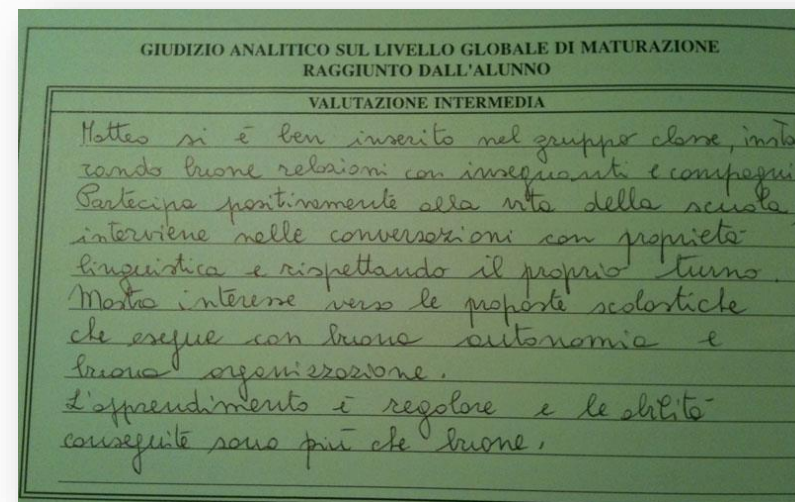 GIUDIZIO ANALITICO SUL LIVELLO GLOBALE DI MATURAZIONE
RAGGIUNTO DALL'ALUNNO
VALUTAZIONE INTERMEDIA
Matteo si è ben inserito nel gruppo classe, insta
rando buone relazioni con insegnanti e compagni
Partecipa positivamente alla vita della scuola
interviene nelle conversazioni con proprietà
linguistica e rispettando il proprio turno.
Mostra interesse verso le proposte scolastiche
che esegue con buona autonomia e
buona organizzazione.
L'apprendimento è regolare e le abilità
conseguite sono più che buone.